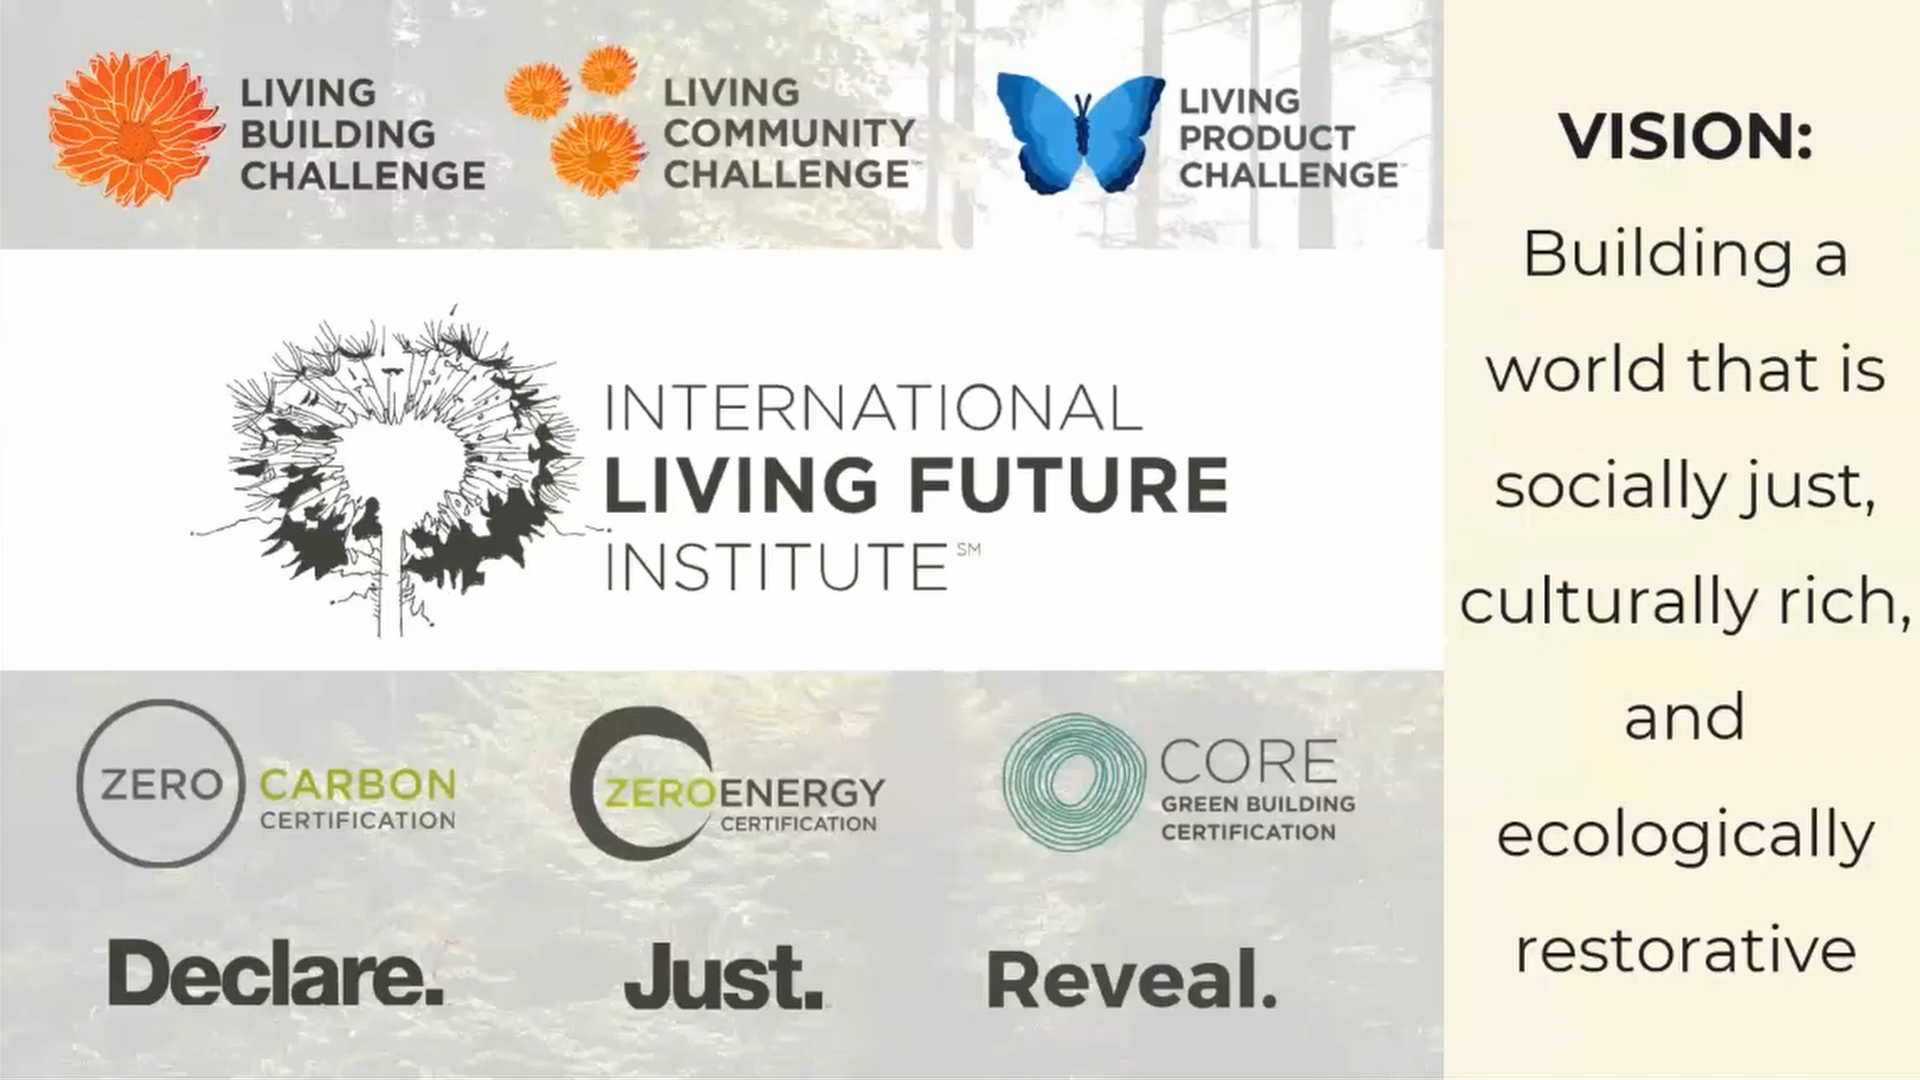 LIVING
BUILDING
CHALLENGE
LIVING
COMMUNITY
CHALLENGE
LIVING
PRODUCT
CHALLENGE
INTERNATIONAL
LIVING FUTURE
INSTITUTE℠
ZERO
CARBON
CERTIFICATION
ZEROENERGY
CERTIFICATION
CORE
GREEN BUILDING
CERTIFICATION
Declare.
Just.
Reveal.
VISION:
Building a
world that is
socially just,
culturally rich,
and
ecologically
restorative